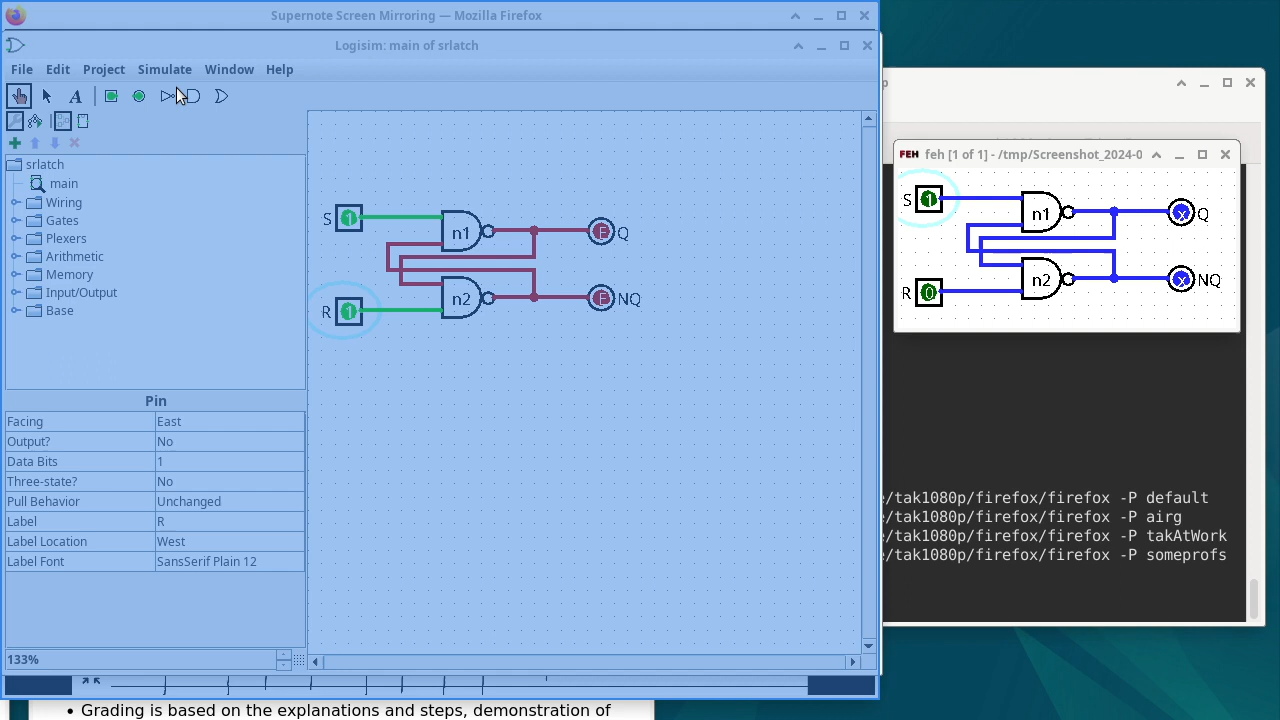 Supernote Screen Mirroring — Mozilla Firefox
Logisim: main of srlatch
File Edit Project Simulate Window Help
A
srlatch
main
Wiring
Gates
Plexers
Arithmetic
Memory
Input/Output
Base
Pin
Facing East
Output? No
Data Bits 1
Three-state? No
Pull Behavior Unchanged
Label R
Label Location West
Label Font SansSerif Plain 12
133%
S 1 n1 E Q
R 1 n2 E NQ
p
FEH feh [1 of 1] - /tmp/Screenshot_2024-0
S 1 n1 x Q
R 0 n2 x NQ
e/tak1080p/firefox/firefox -P default
e/tak1080p/firefox/firefox -P airg
e/tak1080p/firefox/firefox -P takAtWork
e/tak1080p/firefox/firefox -P someprofs
• Grading is based on the explanations and steps, demonstration of